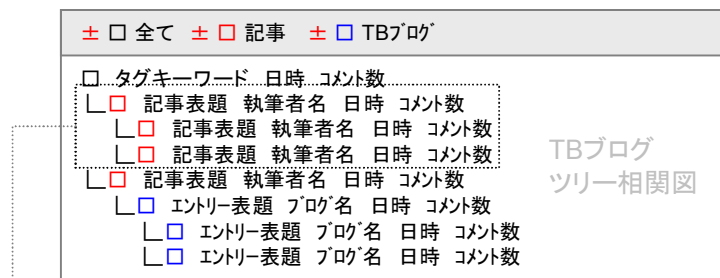 ± □ 全て ± □ 記事 ± □ TBﾌﾞﾛｸﾞ
□ タグキーワード 日時 ｺﾒﾝﾄ数
□ 記事表題 執筆者名 日時 ｺﾒﾝﾄ数
□ 記事表題 執筆者名 日時 ｺﾒﾝﾄ数
□ 記事表題 執筆者名 日時 ｺﾒﾝﾄ数
□ 記事表題 執筆者名 日時 ｺﾒﾝﾄ数
□ ｴﾝﾄﾘｰ表題 ﾌﾞﾛｸﾞ名 日時 ｺﾒﾝﾄ数
□ ｴﾝﾄﾘｰ表題 ﾌﾞﾛｸﾞ名 日時 ｺﾒﾝﾄ数
□ ｴﾝﾄﾘｰ表題 ﾌﾞﾛｸﾞ名 日時 ｺﾒﾝﾄ数
TBブログ
ツリー相関図